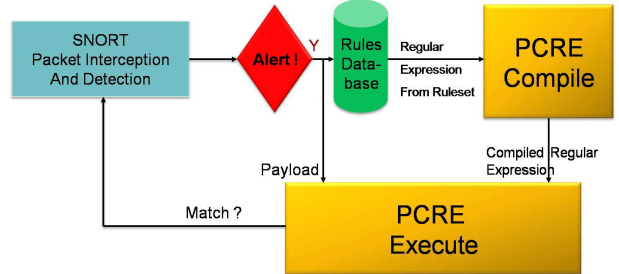 SNORT
Packet Interception
And Detection
Alert !
Y
Rules
Data-
base
Regular
Expression
From Ruleset
PCRE
Compile
Payload
Compiled Regular
Expression
Match ?
PCRE
Execute